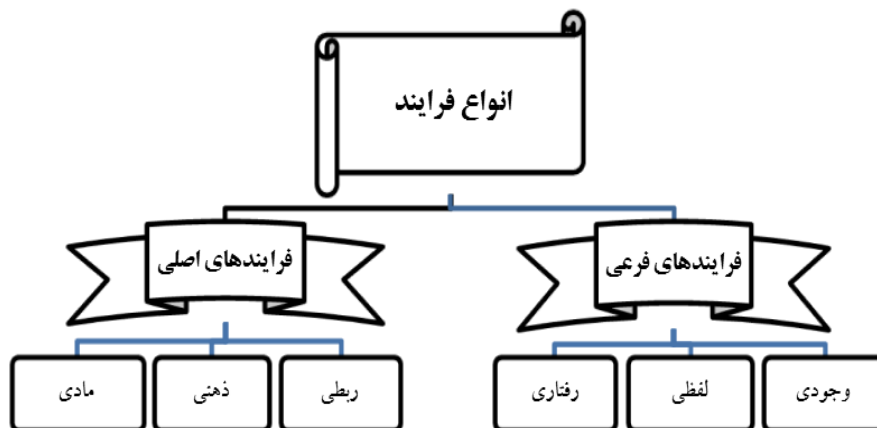 انواع فرایند
فرایندهای فرعی
فرایندهای اصلی
وجودی
لفظی
رفتاری
ربطی
ذهنی
مادی